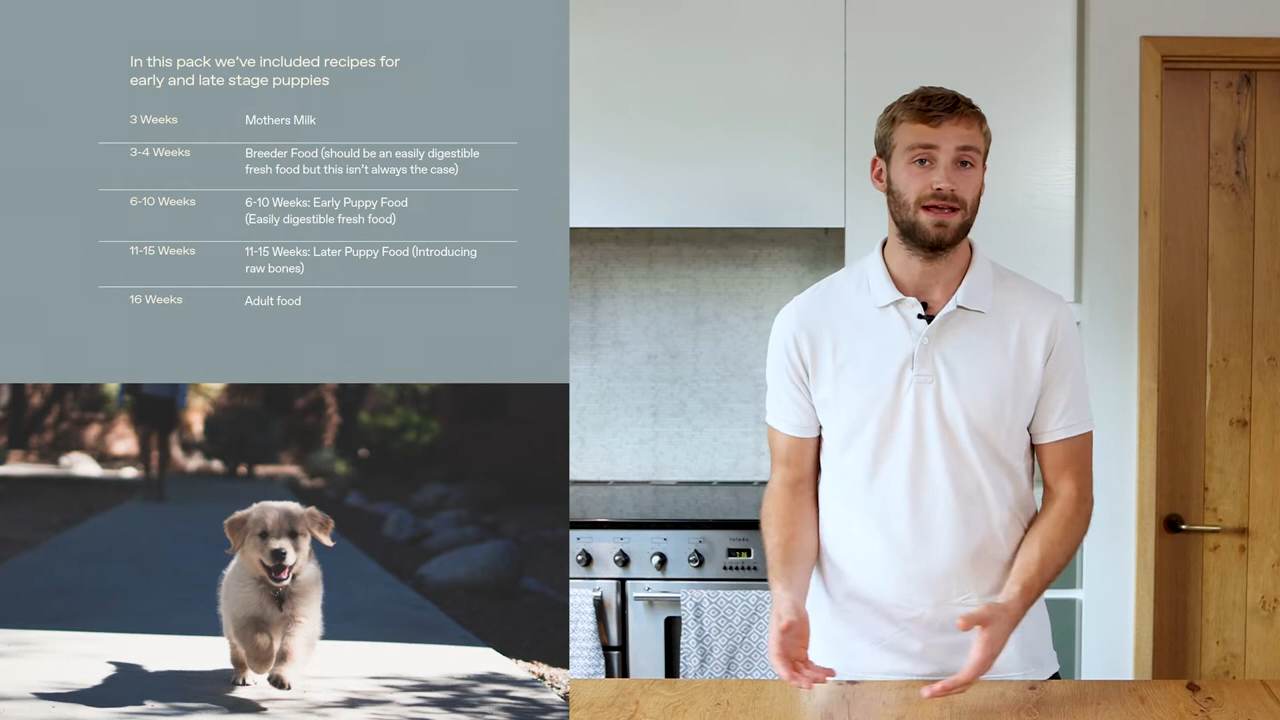 In this pack we've included recipes for
early and late stage puppies
3 Weeks
Mothers Milk
3-4 Weeks
Breeder Food (should be an easily digestible
fresh food but this isn't always the case)
6-10 Weeks
6-10 Weeks: Early Puppy Food
(Easily digestible fresh food)
11-15 Weeks
11-15 Weeks: Later Puppy Food (Introducing
raw bones)
16 Weeks
Adult food